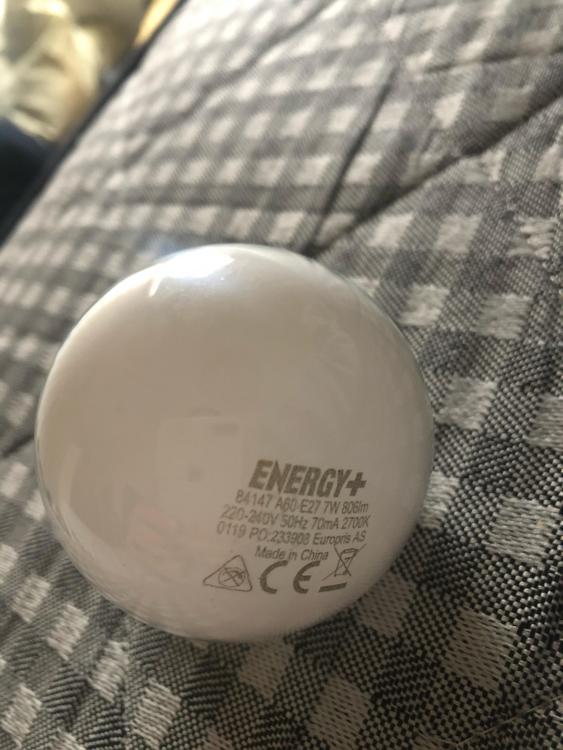 ENERGY+
84147 A60 E27 7W 806lm
220-240V 50Hz 70mA 2700K
0119 PO:233908 Europris AS
Made in China
CE